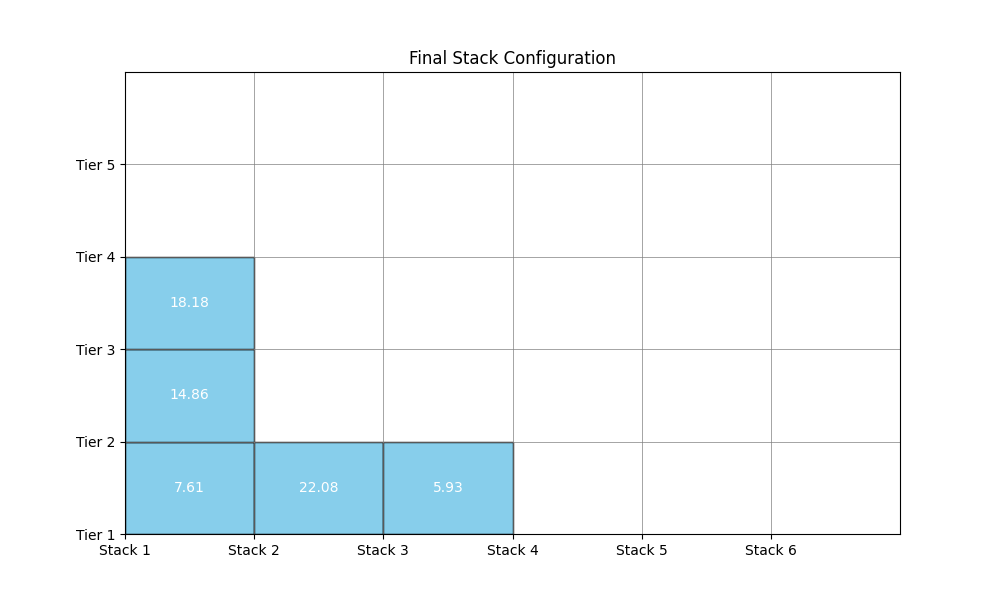 Final Stack Configuration
Tier 5
Tier 4
18.18
Tier 3
14.86
Tier 2
7.61 22.08 5.93
Tier 1
Stack 1 Stack 2 Stack 3 Stack 4 Stack 5 Stack 6